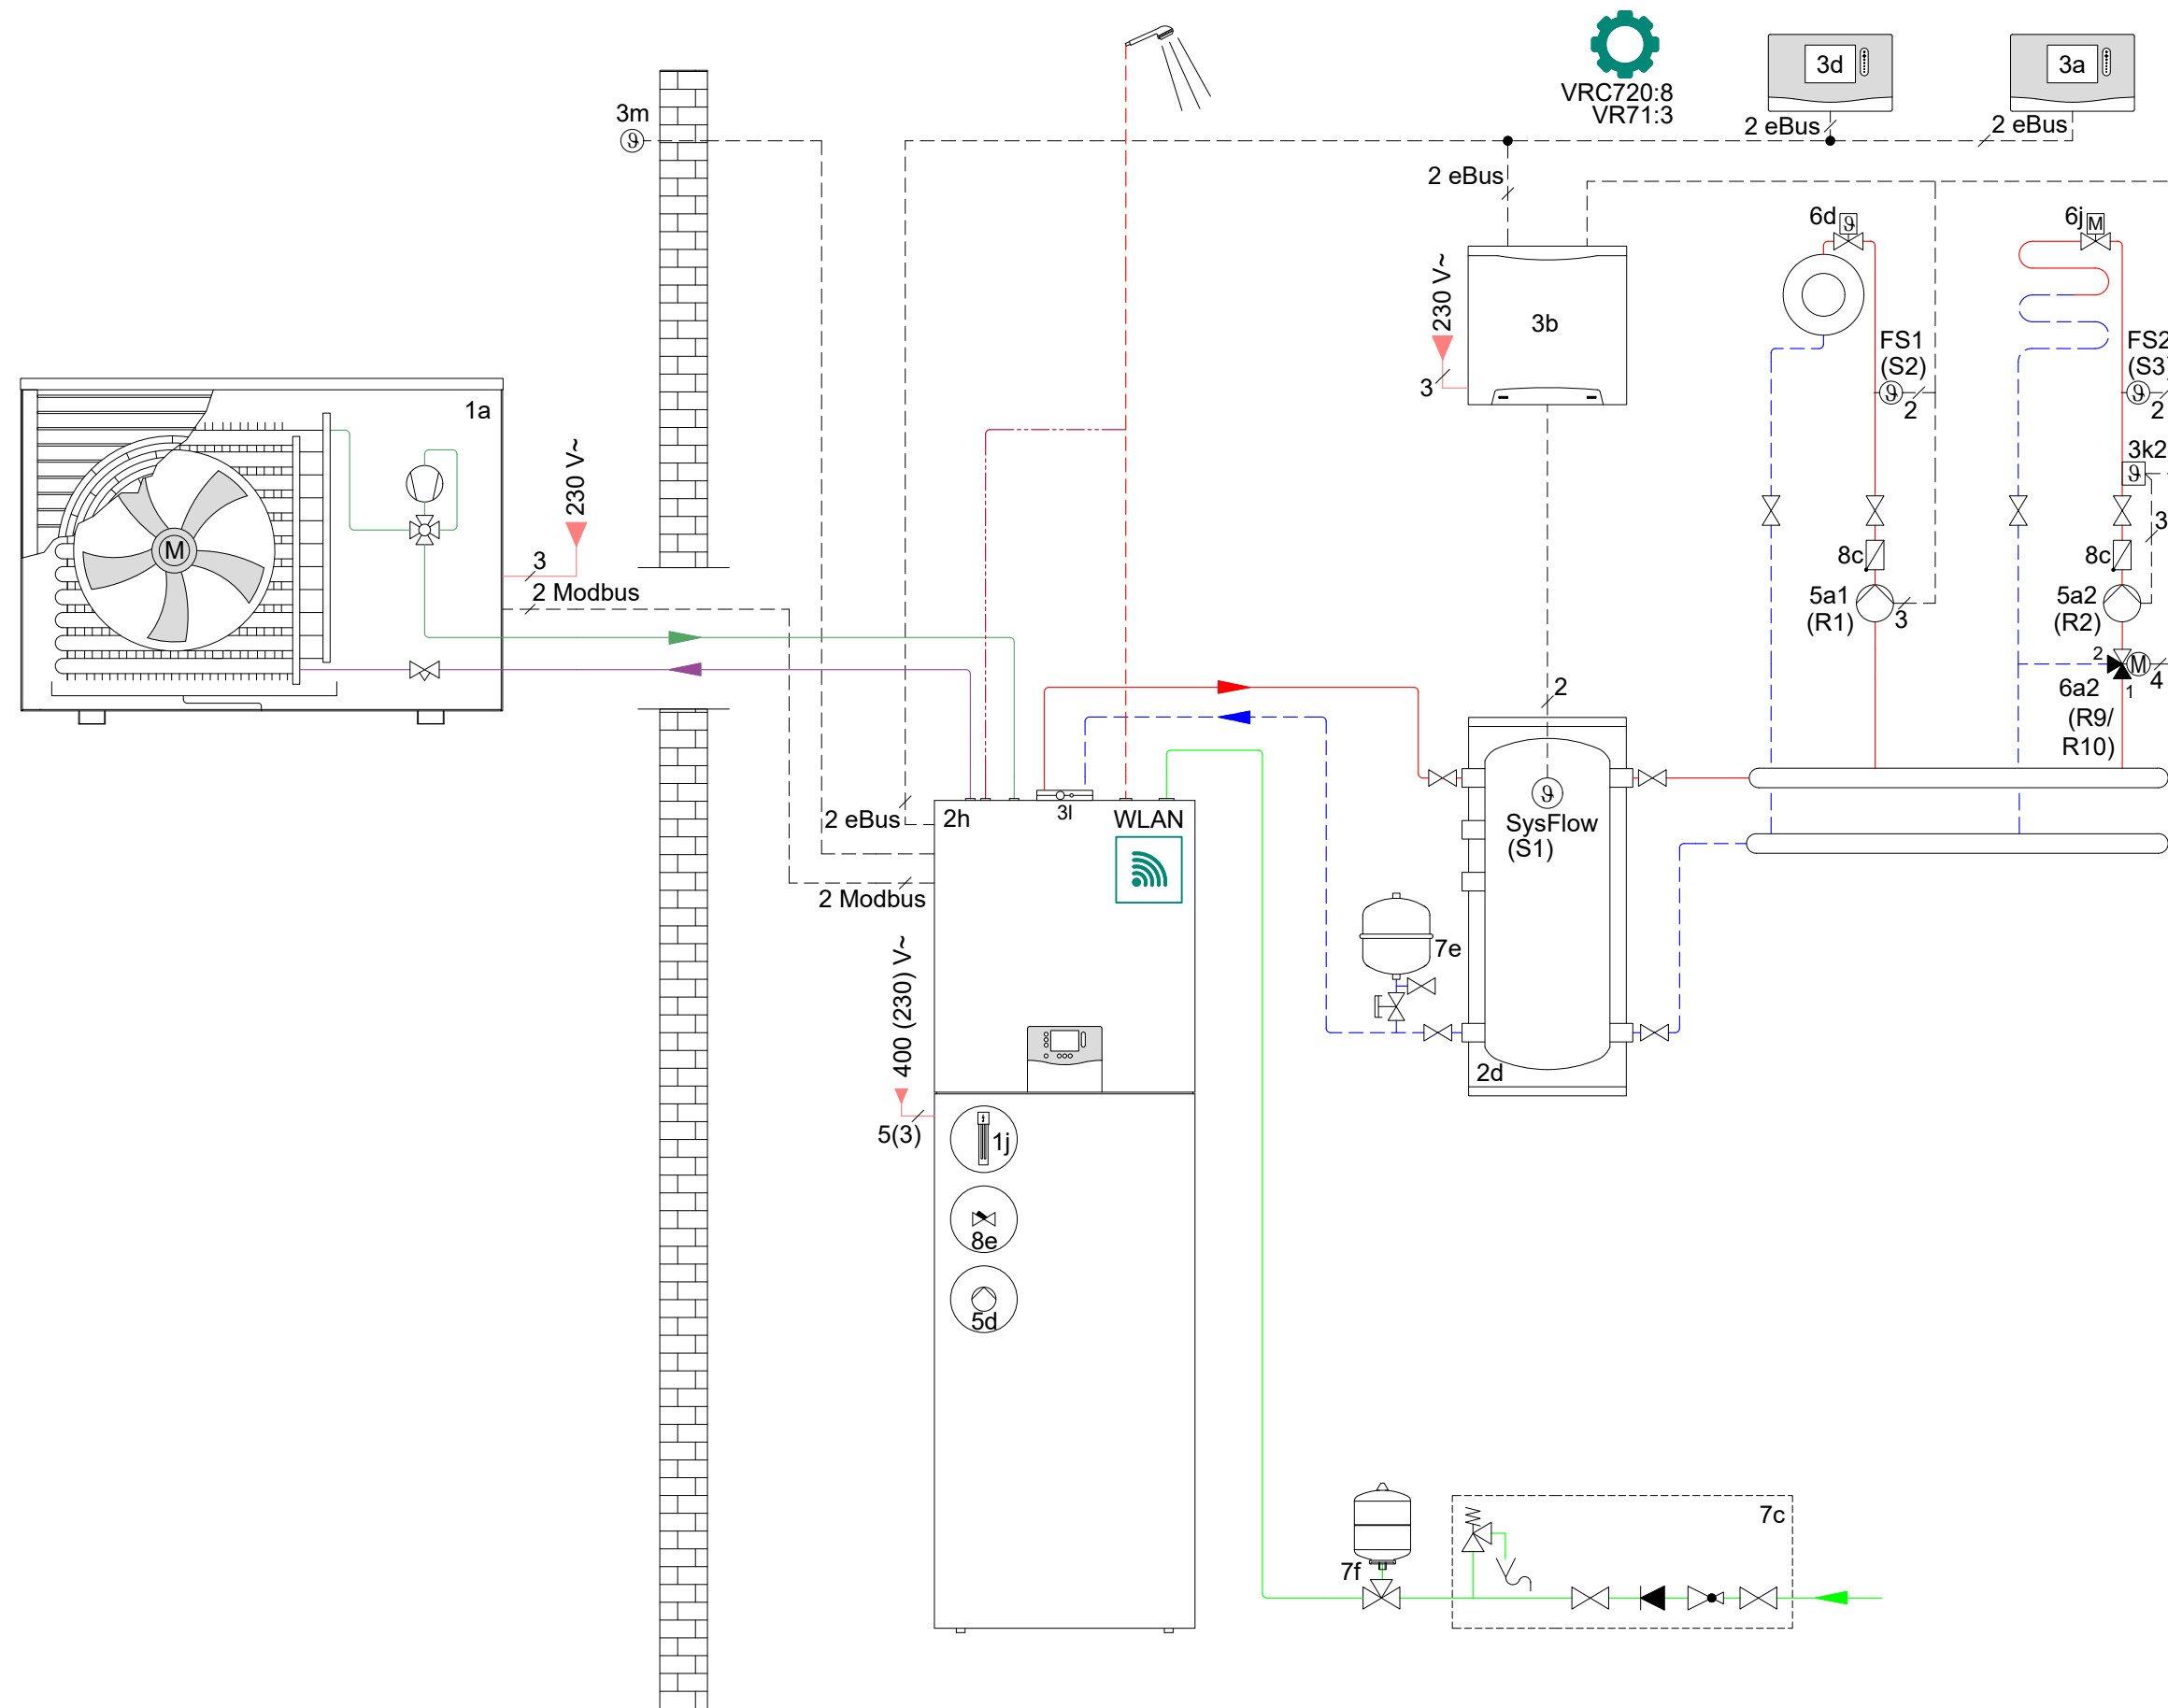 VRC720:8
VR71:3
3d
3a
3m
2 eBus
2 eBus
2 eBus
6d
ϑ
6j
M
230 V~
3b
3
FS1
(S2)
ϑ
2
FS2
(S3)
ϑ
2
1a
230 V~
3k2
ϑ
M
3
2 Modbus
8c
8c
3
5a1
(R1)
3
5a2
(R2)
2
M
4
1
6a2
(R9/
R10)
2
2 eBus
2h
3l
WLAN
ϑ
SysFlow
(S1)
2 Modbus
7e
400 (230) V~
2d
5(3)
1j
8e
5d
7c
7f